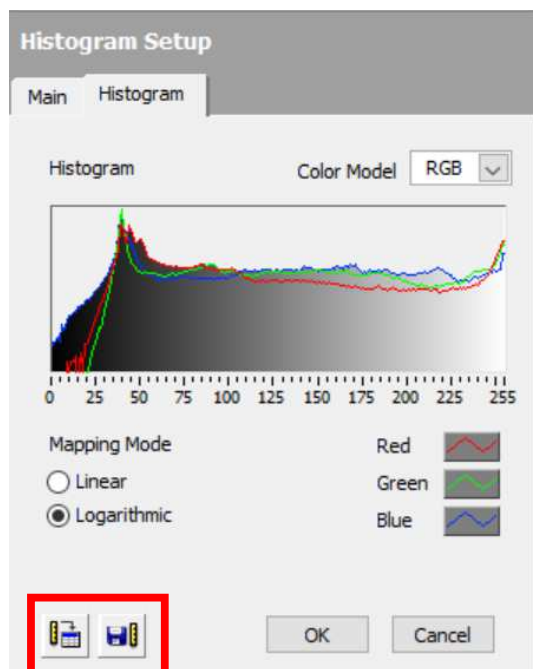 Histogram Setup
Main Histogram
Histogram Color Model RGB
0 25 50 75 100 125 150 175 200 225 255
Mapping Mode Red
Linear Green
Logarithmic Blue
OK Cancel